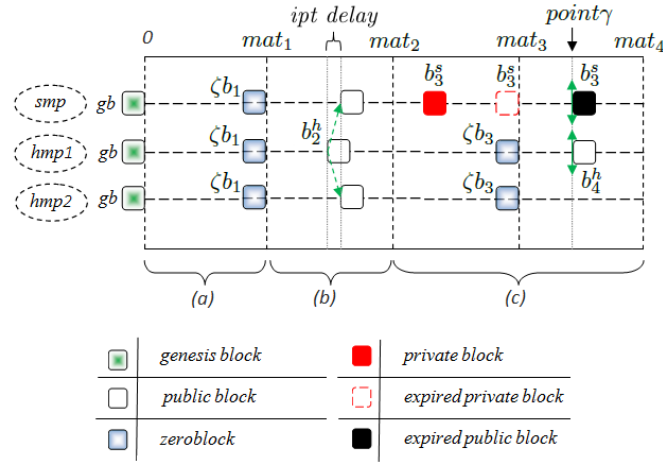 ipt delay
pointγ
0 mat₁ mat₂ mat₃ mat₄
smp gb ζb₁ b₃ˢ b₃ˢ b₃ˢ
hmp1 gb ζb₁ b₂ʰ ζb₃ b₄ʰ
hmp2 gb ζb₁ ζb₃
(a) (b) (c)
genesis block private block
public block expired private block
zeroblock expired public block